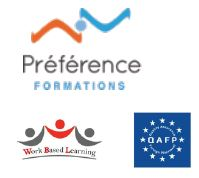 Préférence
FORMATIONS
WORK BASED LEARNING
QAFP